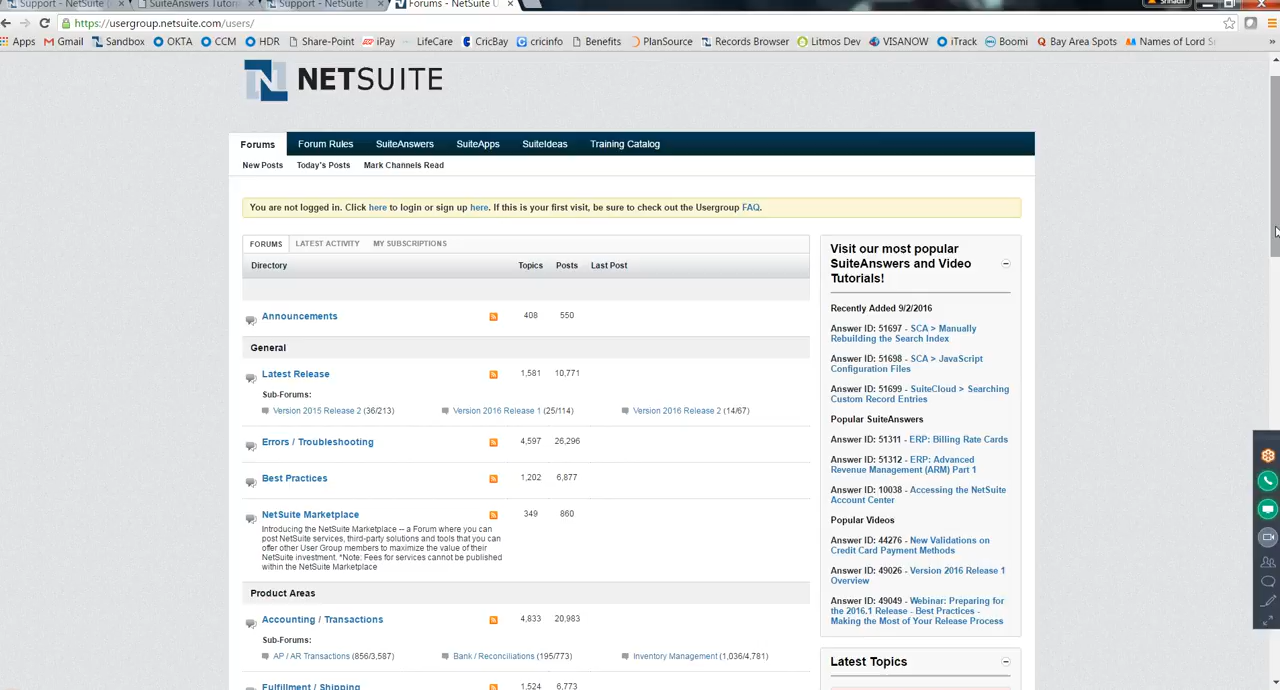 Support - NetSuite (
SuiteAnswers Tutori
Support - NetSuite
Forums - NetSuite U
https://usergroup.netsuite.com/users/
Apps Gmail Sandbox OKTA CCM HDR Share-Point iPay LifeCare CricBay cricinfo Benefits PlanSource Records Browser Litmos Dev VISANOW iTrack Boomi Bay Area Spots Names of Lord S »
NETSUITE
Forums Forum Rules SuiteAnswers SuiteApps SuiteIdeas Training Catalog
New Posts Today's Posts Mark Channels Read
You are not logged in. Click here to login or sign up here. If this is your first visit, be sure to check out the Usergroup FAQ.
FORUMS LATEST ACTIVITY MY SUBSCRIPTIONS
Directory Topics Posts Last Post
Announcements 408 550
General
Latest Release 1,581 10,771
Sub-Forums:
Version 2015 Release 2 (36/213) Version 2016 Release 1 (25/114) Version 2016 Release 2 (14/67)
Errors / Troubleshooting 4,597 26,296
Best Practices 1,202 6,877
NetSuite Marketplace 349 860
Introducing the NetSuite Marketplace -- a Forum where you can
post NetSuite services, third-party solutions and tools that you can
offer other User Group members to maximize the value of their
NetSuite investment. *Note: Fees for services cannot be published
within the NetSuite Marketplace
Product Areas
Accounting / Transactions 4,833 20,983
Sub-Forums:
AP / AR Transactions (856/3,587) Bank / Reconciliations (195/773) Inventory Management (1,036/4,781)
Fulfillment / Shipping 1,524 6,773
Visit our most popular
SuiteAnswers and Video
Tutorials!
Recently Added 9/2/2016
Answer ID: 51697 - SCA > Manually
Rebuilding the Search Index
Answer ID: 51698 - SCA > JavaScript
Configuration Files
Answer ID: 51699 - SuiteCloud > Searching
Custom Record Entries
Popular SuiteAnswers
Answer ID: 51311 - ERP: Billing Rate Cards
Answer ID: 51312 - ERP: Advanced
Revenue Management (ARM) Part 1
Answer ID: 10038 - Accessing the NetSuite
Account Center
Popular Videos
Answer ID: 44276 - New Validations on
Credit Card Payment Methods
Answer ID: 49026 - Version 2016 Release 1
Overview
Answer ID: 49049 - Webinar: Preparing for
the 2016.1 Release - Best Practices -
Making the Most of Your Release Process
Latest Topics